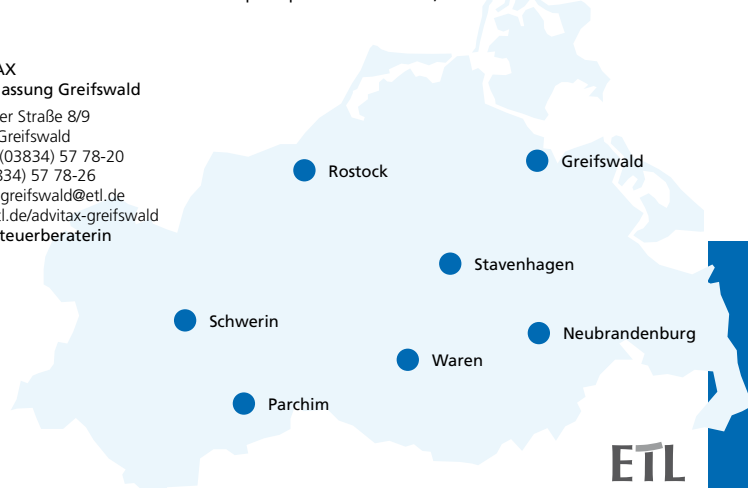 AX
assung Greifswald
er Straße 8/9
Greifswald
(03834) 57 78-20
834) 57 78-26
greifswald@etl.de
tl.de/advitax-greifswald
teuerberaterin
Rostock
Greifswald
Stavenhagen
Schwerin
Neubrandenburg
Waren
Parchim
ETL